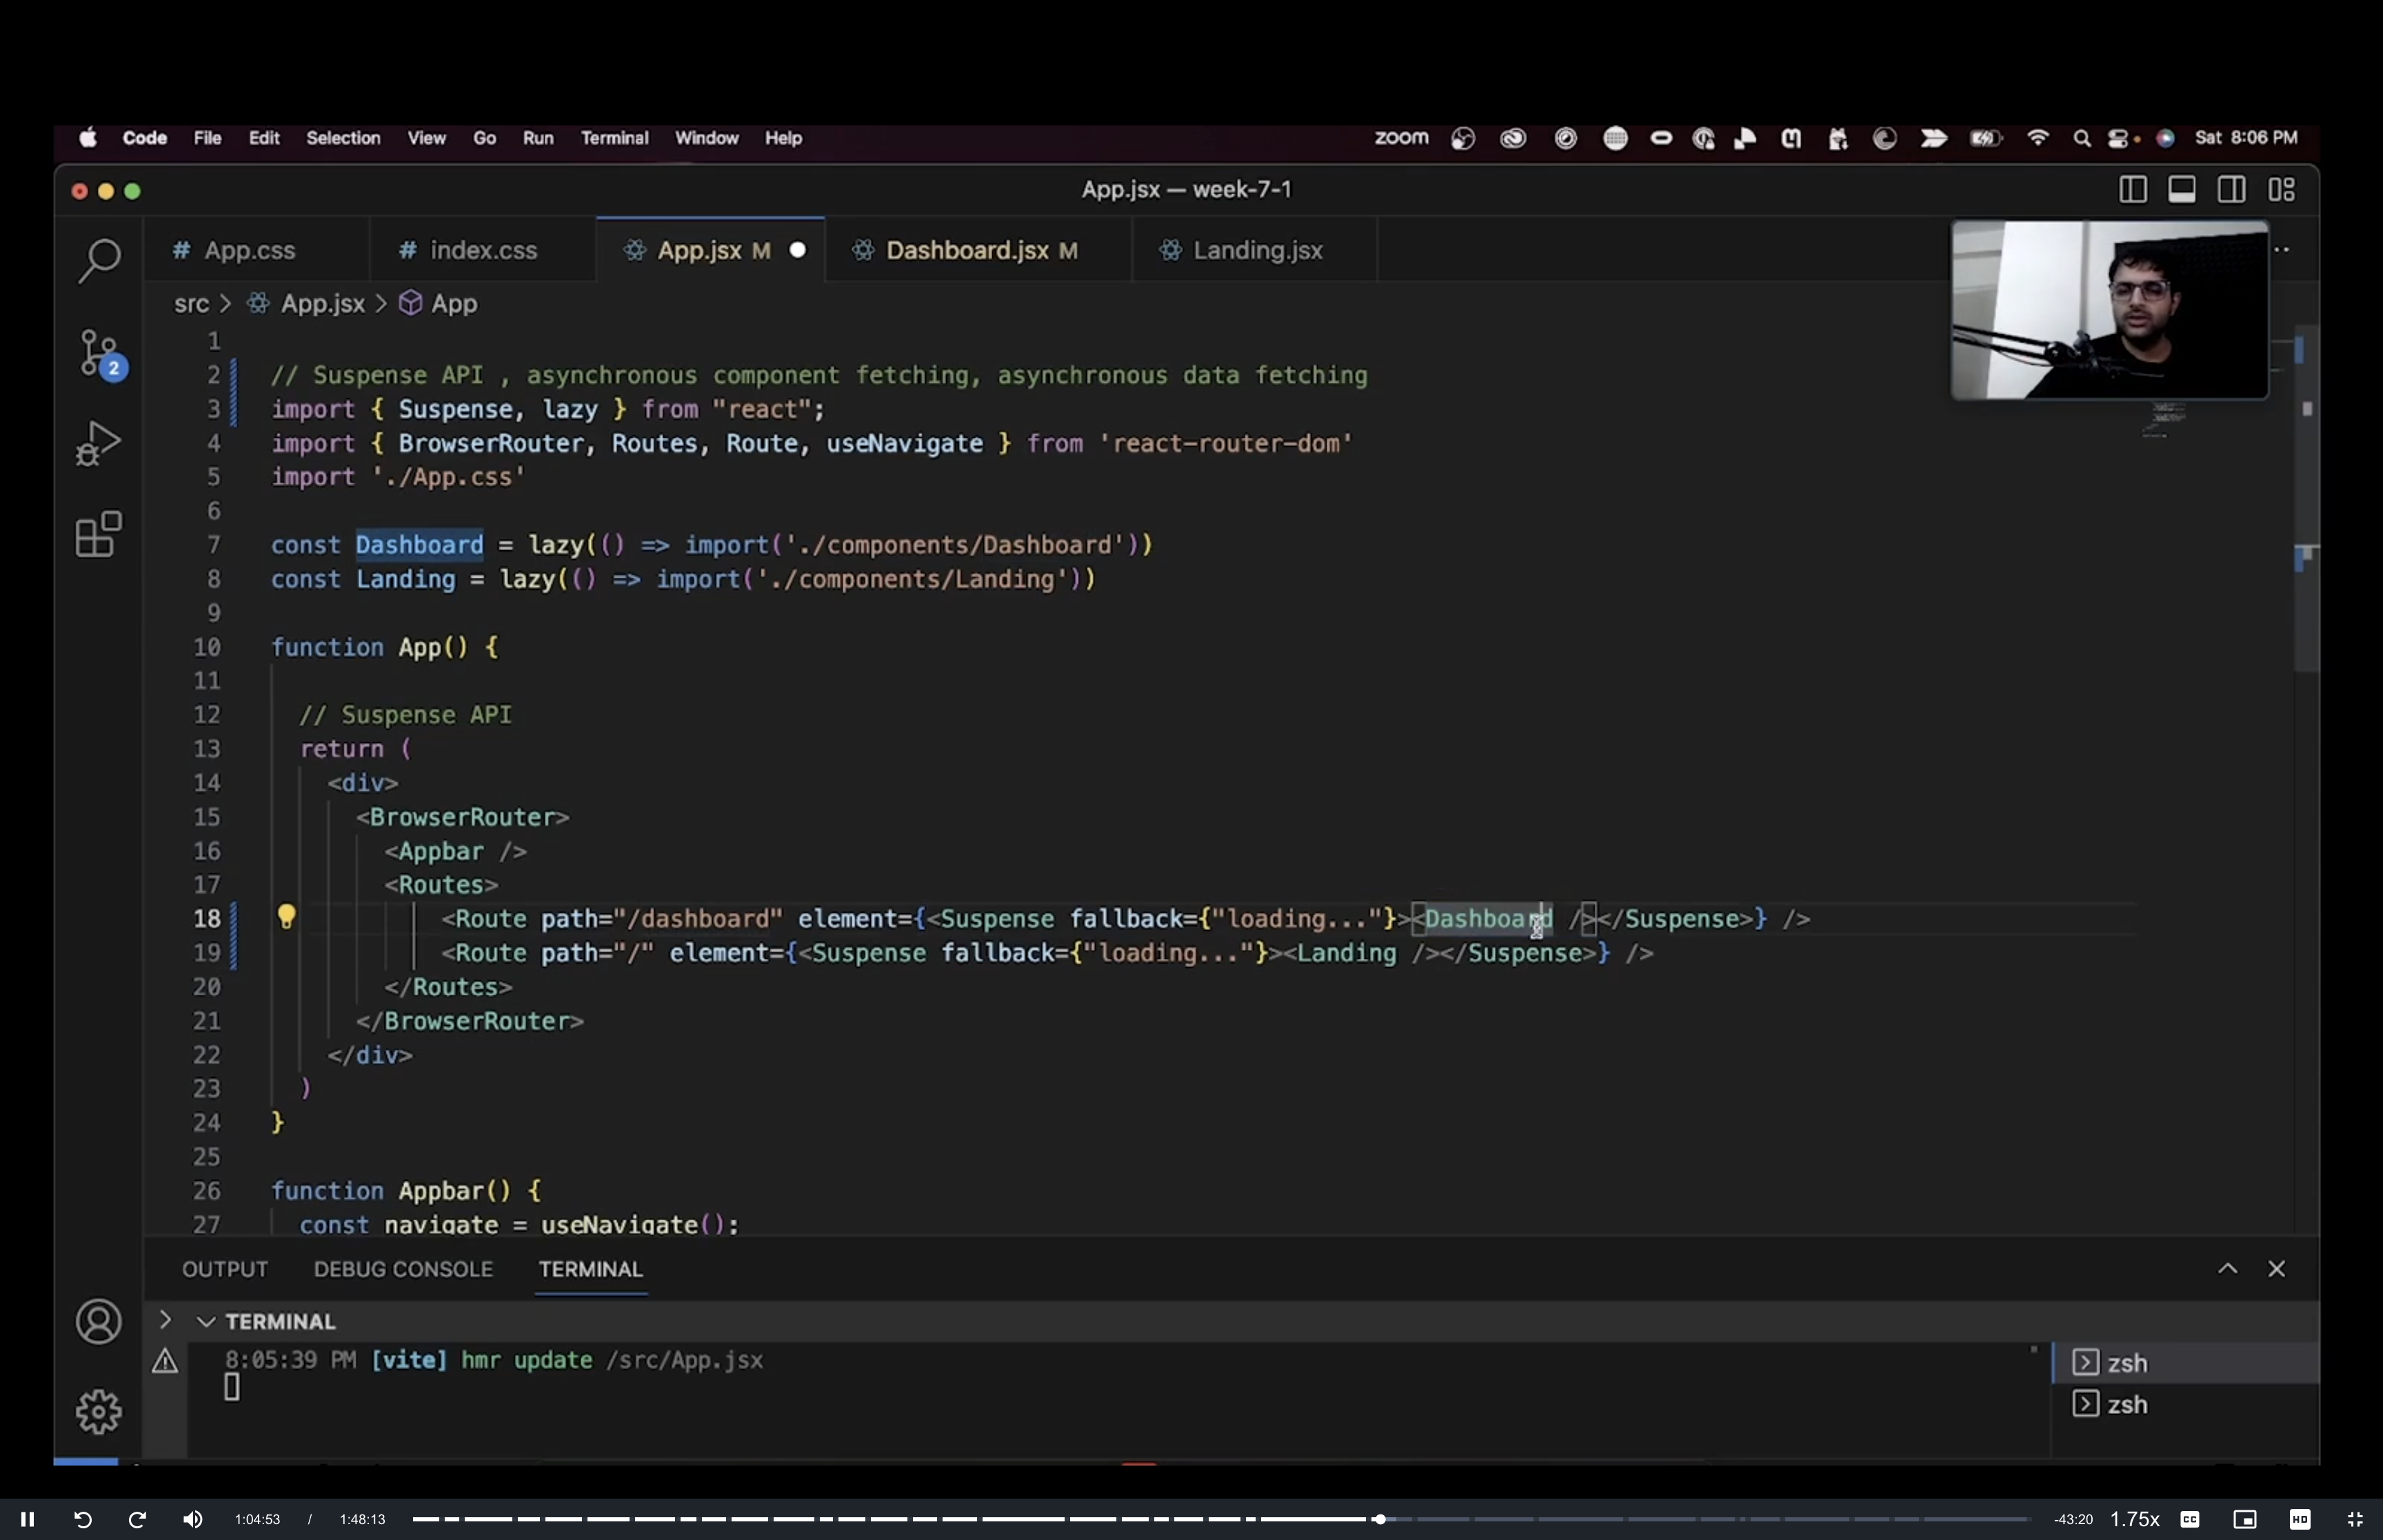 Code File Edit Selection View Go Run Terminal Window Help zoom Sat 8:06 PM
App.jsx — week-7-1
# App.css # index.css App.jsx M Dashboard.jsx M Landing.jsx
src > App.jsx > App
2
1
2 // Suspense API , asynchronous component fetching, asynchronous data fetching
3 import { Suspense, lazy } from "react";
4 import { BrowserRouter, Routes, Route, useNavigate } from 'react-router-dom'
5 import './App.css'
6
7 const Dashboard = lazy(() => import('./components/Dashboard'))
8 const Landing = lazy(() => import('./components/Landing'))
9
10 function App() {
11
12 // Suspense API
13 return (
14 <div>
15 <BrowserRouter>
16 <Appbar />
17 <Routes>
18 <Route path="/dashboard" element={<Suspense fallback={"loading..."}><Dashboard /></Suspense>} />
19 <Route path="/" element={<Suspense fallback={"loading..."}><Landing /></Suspense>} />
20 </Routes>
21 </BrowserRouter>
22 </div>
23 )
24 }
25
26 function Appbar() {
27 const navigate = useNavigate();
OUTPUT DEBUG CONSOLE TERMINAL
TERMINAL
8:05:39 PM [vite] hmr update /src/App.jsx
zsh
zsh
1:04:53 / 1:48:13 -43:20 1.75x CC HD